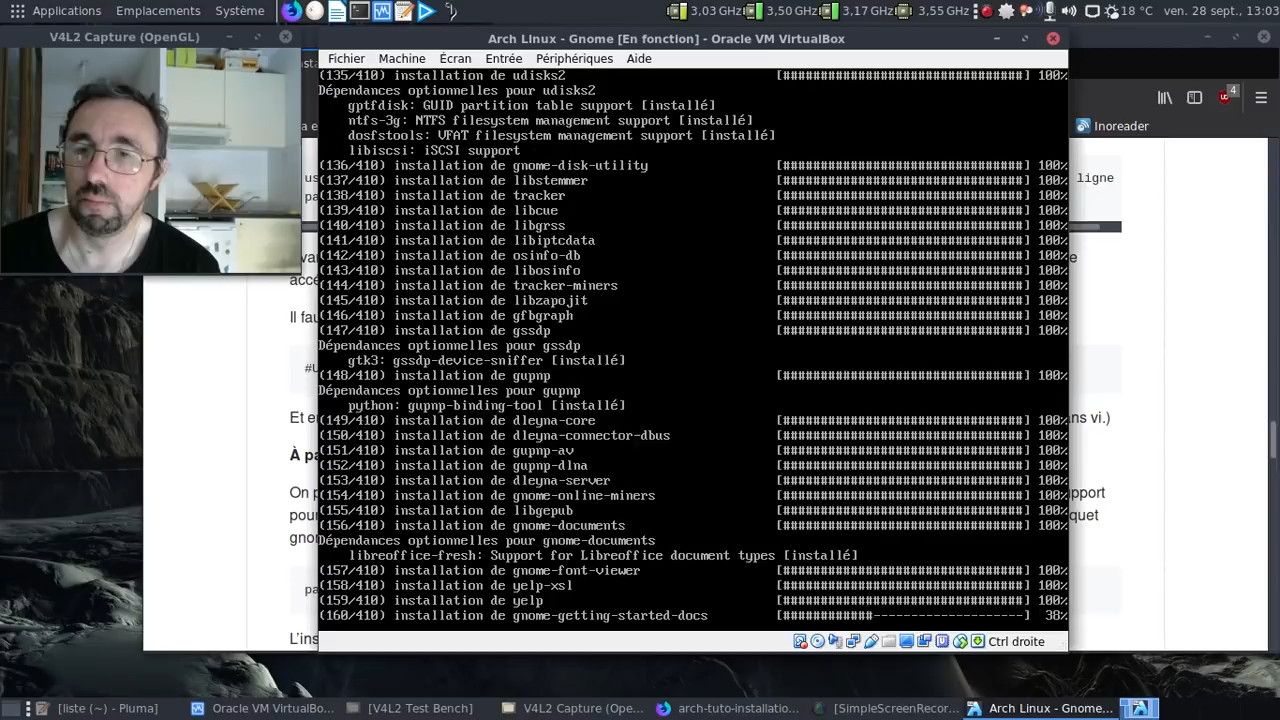 Applications Emplacements Système 3,03 GHz 3,50 GHz 3,17 GHz 3,55 GHz 18 °C ven. 28 sept., 13:03
V4L2 Capture (OpenGL)
Arch Linux - Gnome [En fonction] - Oracle VM VirtualBox
Fichier Machine Écran Entrée Périphériques Aide
(135/410) installation de udisks2 [################################] 100%
Dépendances optionnelles pour udisks2
gptfdisk: GUID partition table support [installé]
ntfs-3g: NTFS filesystem management support [installé]
dosfstools: VFAT filesystem management support [installé]
libiscsi: iSCSI support
(136/410) installation de gnome-disk-utility [################################] 100%
(137/410) installation de libstemmer [################################] 100%
(138/410) installation de tracker [################################] 100%
(139/410) installation de libcue [################################] 100%
(140/410) installation de libgrss [################################] 100%
(141/410) installation de libiptcdata [################################] 100%
(142/410) installation de osinfo-db [################################] 100%
(143/410) installation de libosinfo [################################] 100%
(144/410) installation de tracker-miners [################################] 100%
(145/410) installation de libzapojit [################################] 100%
(146/410) installation de gfbgraph [################################] 100%
(147/410) installation de gssdp [################################] 100%
Dépendances optionnelles pour gssdp
gtk3: gssdp-device-sniffer [installé]
(148/410) installation de gupnp [################################] 100%
Dépendances optionnelles pour gupnp
python: gupnp-binding-tool [installé]
(149/410) installation de dleyna-core [################################] 100%
(150/410) installation de dleyna-connector-dbus [################################] 100%
(151/410) installation de gupnp-av [################################] 100%
(152/410) installation de gupnp-dlna [################################] 100%
(153/410) installation de dleyna-server [################################] 100%
(154/410) installation de gnome-online-miners [################################] 100%
(155/410) installation de libgepub [################################] 100%
(156/410) installation de gnome-documents [################################] 100%
Dépendances optionnelles pour gnome-documents
libreoffice-fresh: Support for Libreoffice document types [installé]
(157/410) installation de gnome-font-viewer [################################] 100%
(158/410) installation de yelp-xsl [################################] 100%
(159/410) installation de yelp [################################] 100%
(160/410) installation de gnome-getting-started-docs [############--------------------] 38%
Ctrl droite
4
Inoreader
ligne
Il fau
#U
Et e
ns vi.)
À pa
On p
pport
pour
quet
gno
pa
L'ins
[liste (~) - Pluma] Oracle VM VirtualBo... [V4L2 Test Bench] V4L2 Capture (Ope... arch-tuto-installatio... [SimpleScreenRecor... Arch Linux - Gnome...